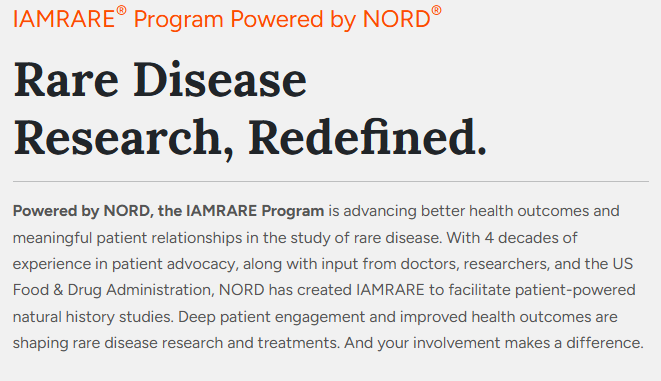 IAMRARE® Program Powered by NORD®
Rare Disease
Research, Redefined.
Powered by NORD, the IAMRARE Program is advancing better health outcomes and
meaningful patient relationships in the study of rare disease. With 4 decades of
experience in patient advocacy, along with input from doctors, researchers, and the US
Food & Drug Administration, NORD has created IAMRARE to facilitate patient-powered
natural history studies. Deep patient engagement and improved health outcomes are
shaping rare disease research and treatments. And your involvement makes a difference.